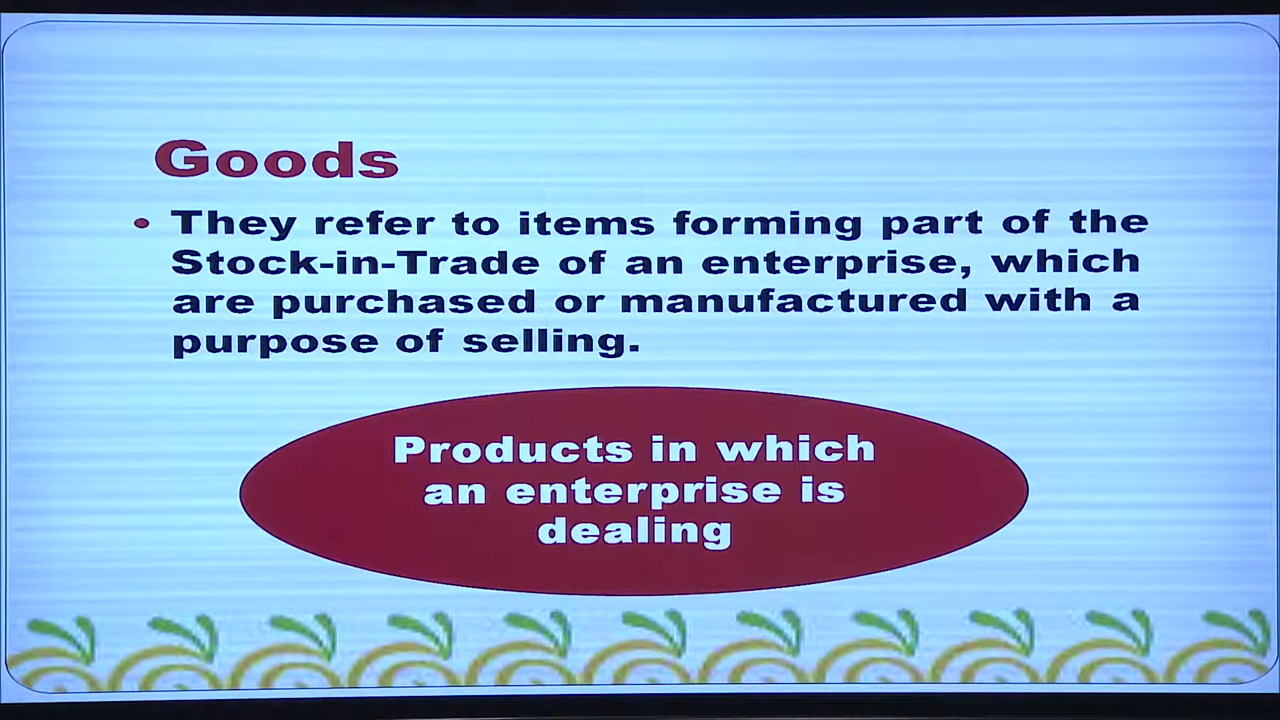 Goods
• They refer to items forming part of the
Stock-in-Trade of an enterprise, which
are purchased or manufactured with a
purpose of selling.
Products in which
an enterprise is
dealing